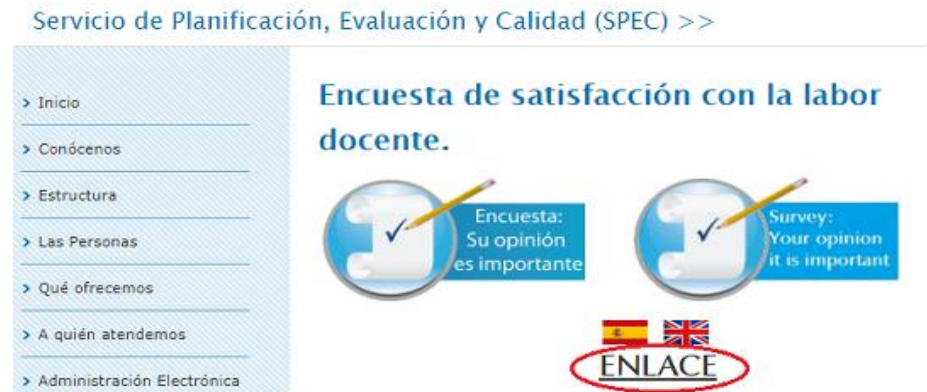 Servicio de Planificación, Evaluación y Calidad (SPEC) >>
> Inicio
> Conócenos
> Estructura
> Las Personas
> Qué ofrecemos
> A quién atendemos
> Administración Electrónica
Encuesta de satisfacción con la labor
docente.
Encuesta:
Su opinión
es importante
Survey:
Your opinion
it is important
ENLACE